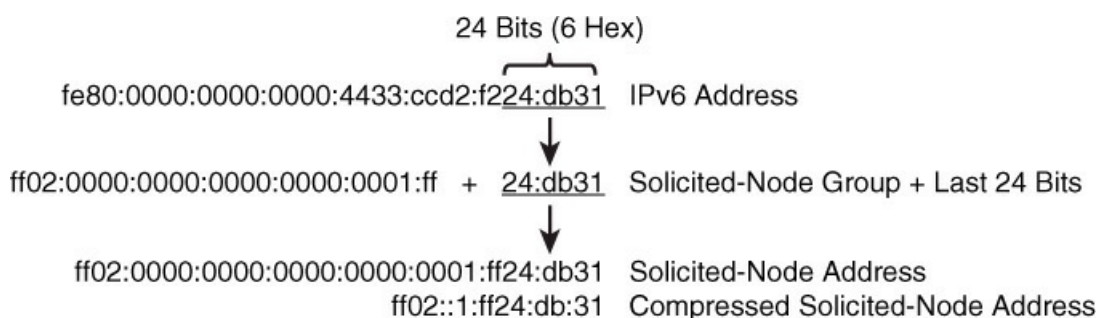 24 Bits (6 Hex)
fe80:0000:0000:0000:4433:ccd2:f224:db31 IPv6 Address
ff02:0000:0000:0000:0000:0001:ff + 24:db31 Solicited-Node Group + Last 24 Bits
ff02:0000:0000:0000:0000:0001:ff24:db31 Solicited-Node Address
ff02::1:ff24:db:31 Compressed Solicited-Node Address